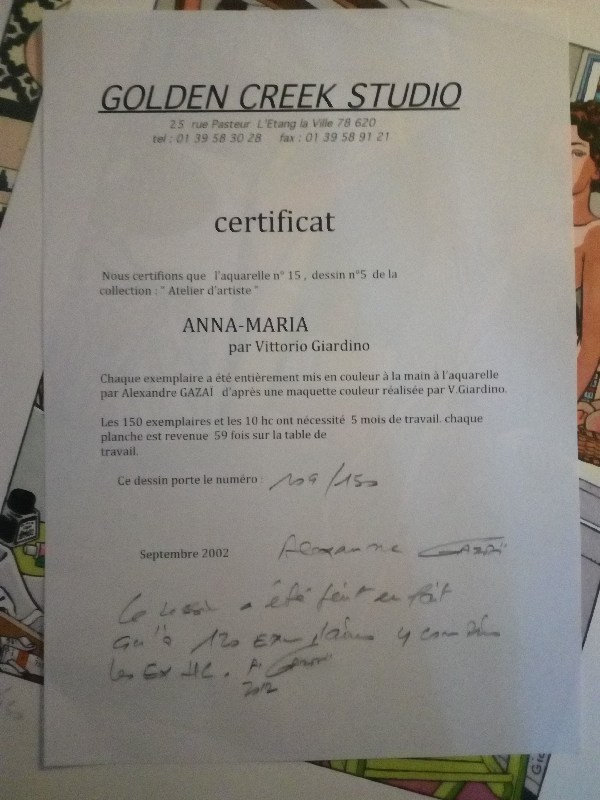 GOLDEN CREEK STUDIO
25 rue Pasteur L'Etang la Ville 78 620
tel : 01 39 58 30 28 fax : 01 39 58 91 21
certificat
Nous certifions que l'aquarelle n° 15 , dessin n°5 de la
collection : " Atelier d'artiste "
ANNA-MARIA
par Vittorio Giardino
Chaque exemplaire a été entièrement mis en couleur à la main à l'aquarelle
par Alexandre GAZAÏ d'après une maquette couleur réalisée par V.Giardino.
Les 150 exemplaires et les 10 hc ont nécessité 5 mois de travail. chaque
planche est revenue 59 fois sur la table de
travail.
Ce dessin porte le numéro : 109/150
Septembre 2002
a été fait en fait
qu'à 120 exemplaires y compris
les Ex HC.